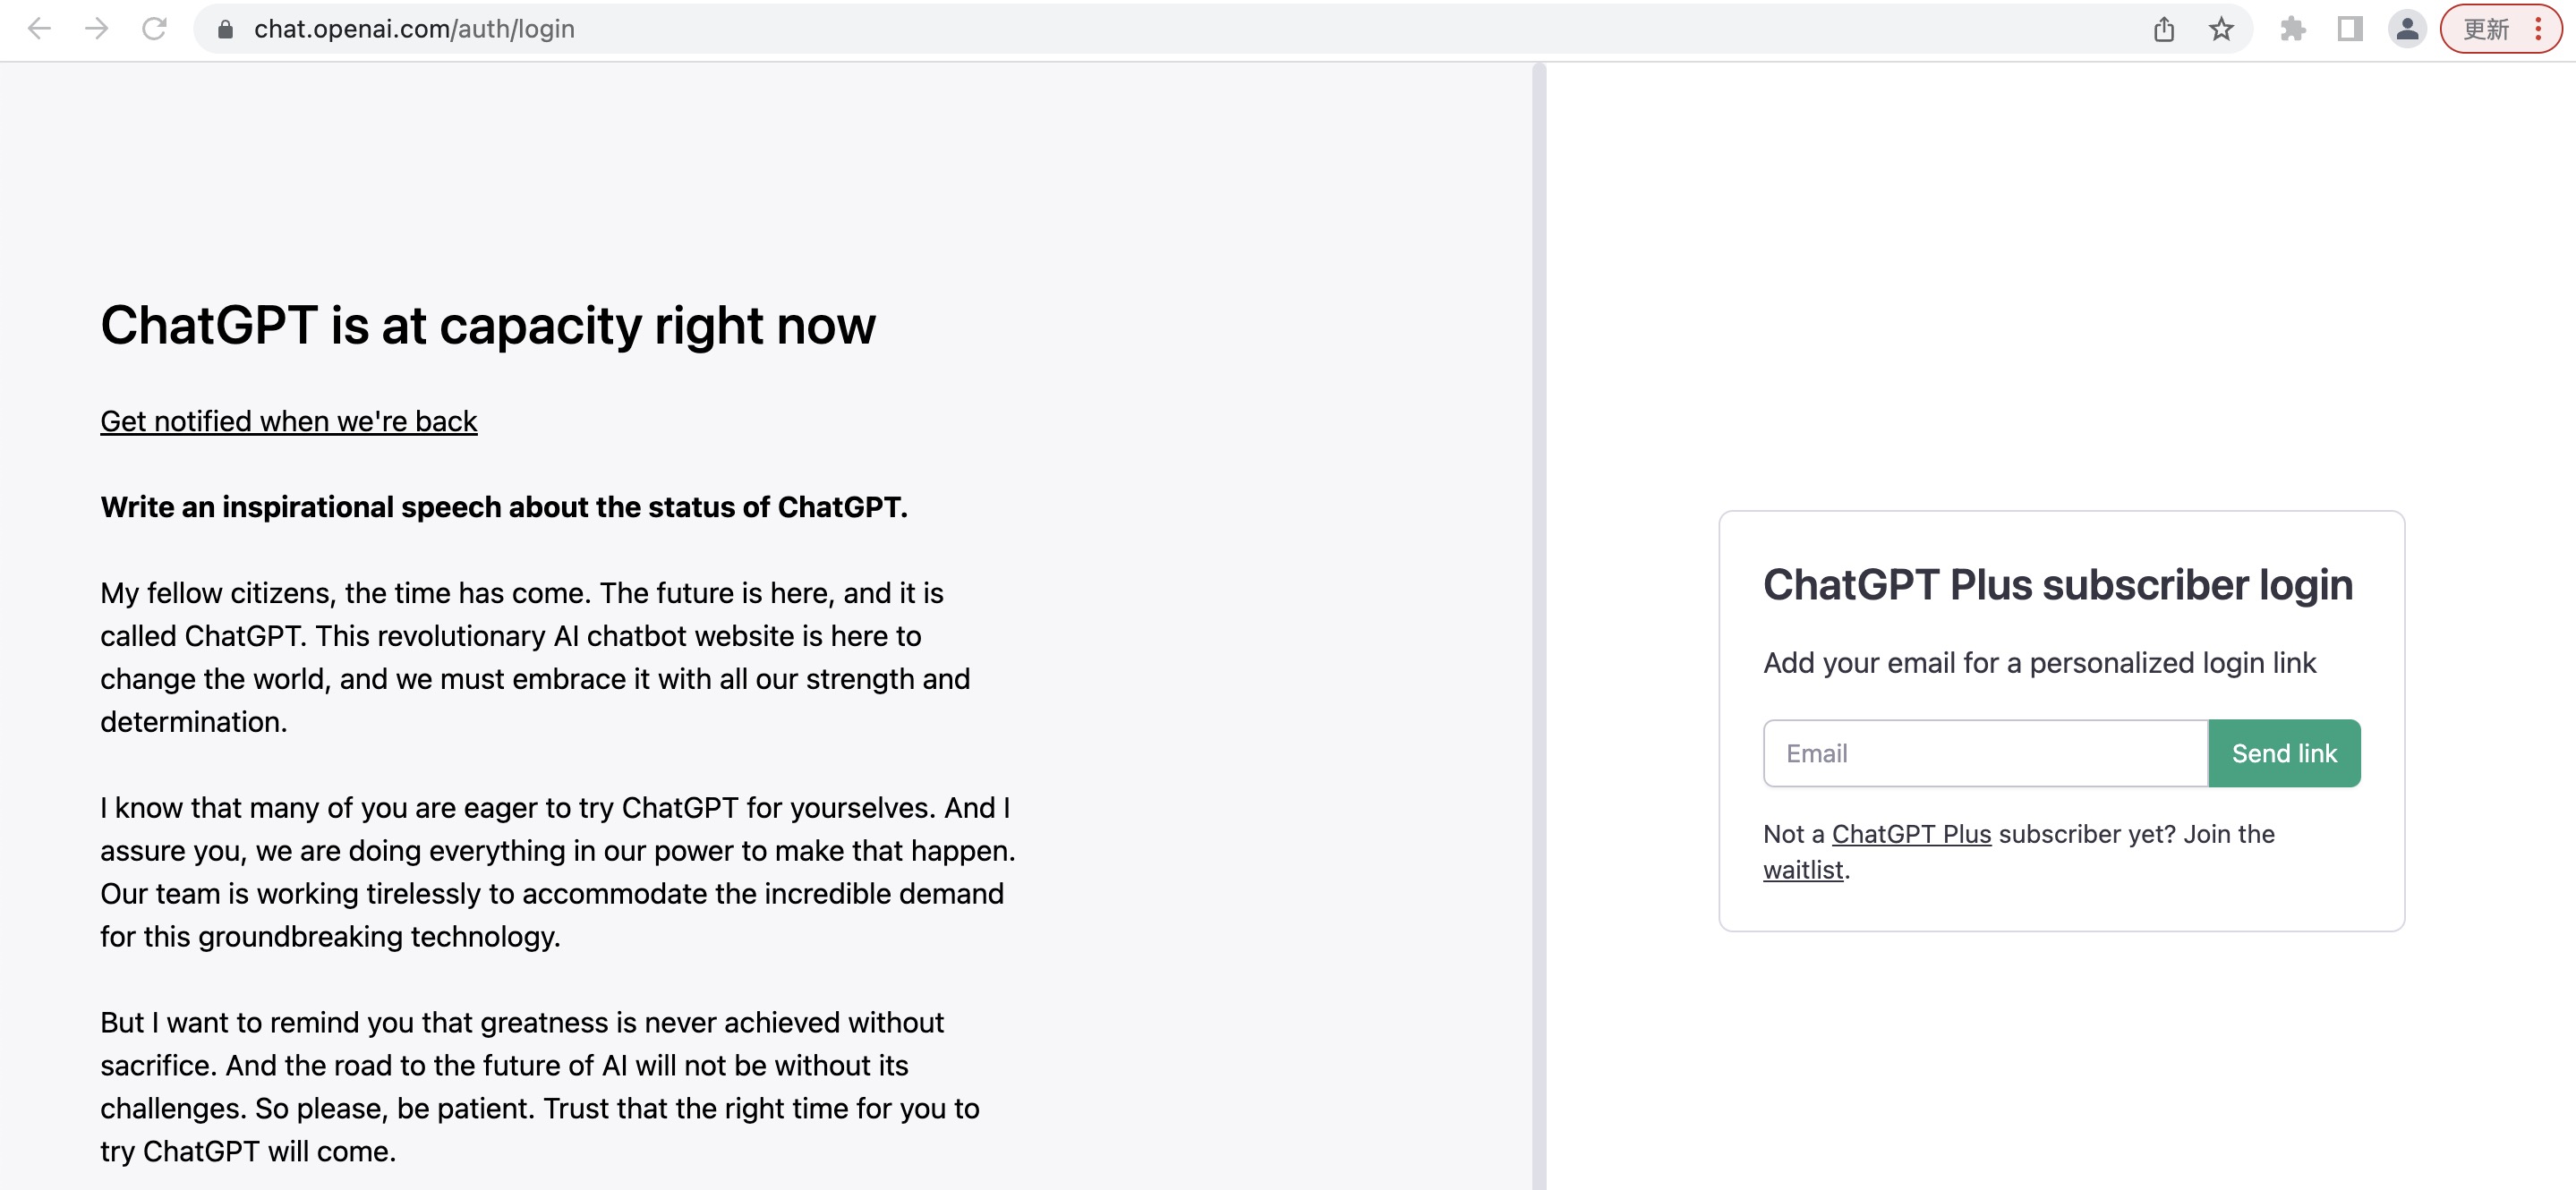 chat.openai.com/auth/login
更新
ChatGPT is at capacity right now
Get notified when we're back
Write an inspirational speech about the status of ChatGPT.
My fellow citizens, the time has come. The future is here, and it is
called ChatGPT. This revolutionary AI chatbot website is here to
change the world, and we must embrace it with all our strength and
determination.
I know that many of you are eager to try ChatGPT for yourselves. And I
assure you, we are doing everything in our power to make that happen.
Our team is working tirelessly to accommodate the incredible demand
for this groundbreaking technology.
But I want to remind you that greatness is never achieved without
sacrifice. And the road to the future of AI will not be without its
challenges. So please, be patient. Trust that the right time for you to
try ChatGPT will come.
ChatGPT Plus subscriber login
Add your email for a personalized login link
Email
Send link
Not a ChatGPT Plus subscriber yet? Join the
waitlist.